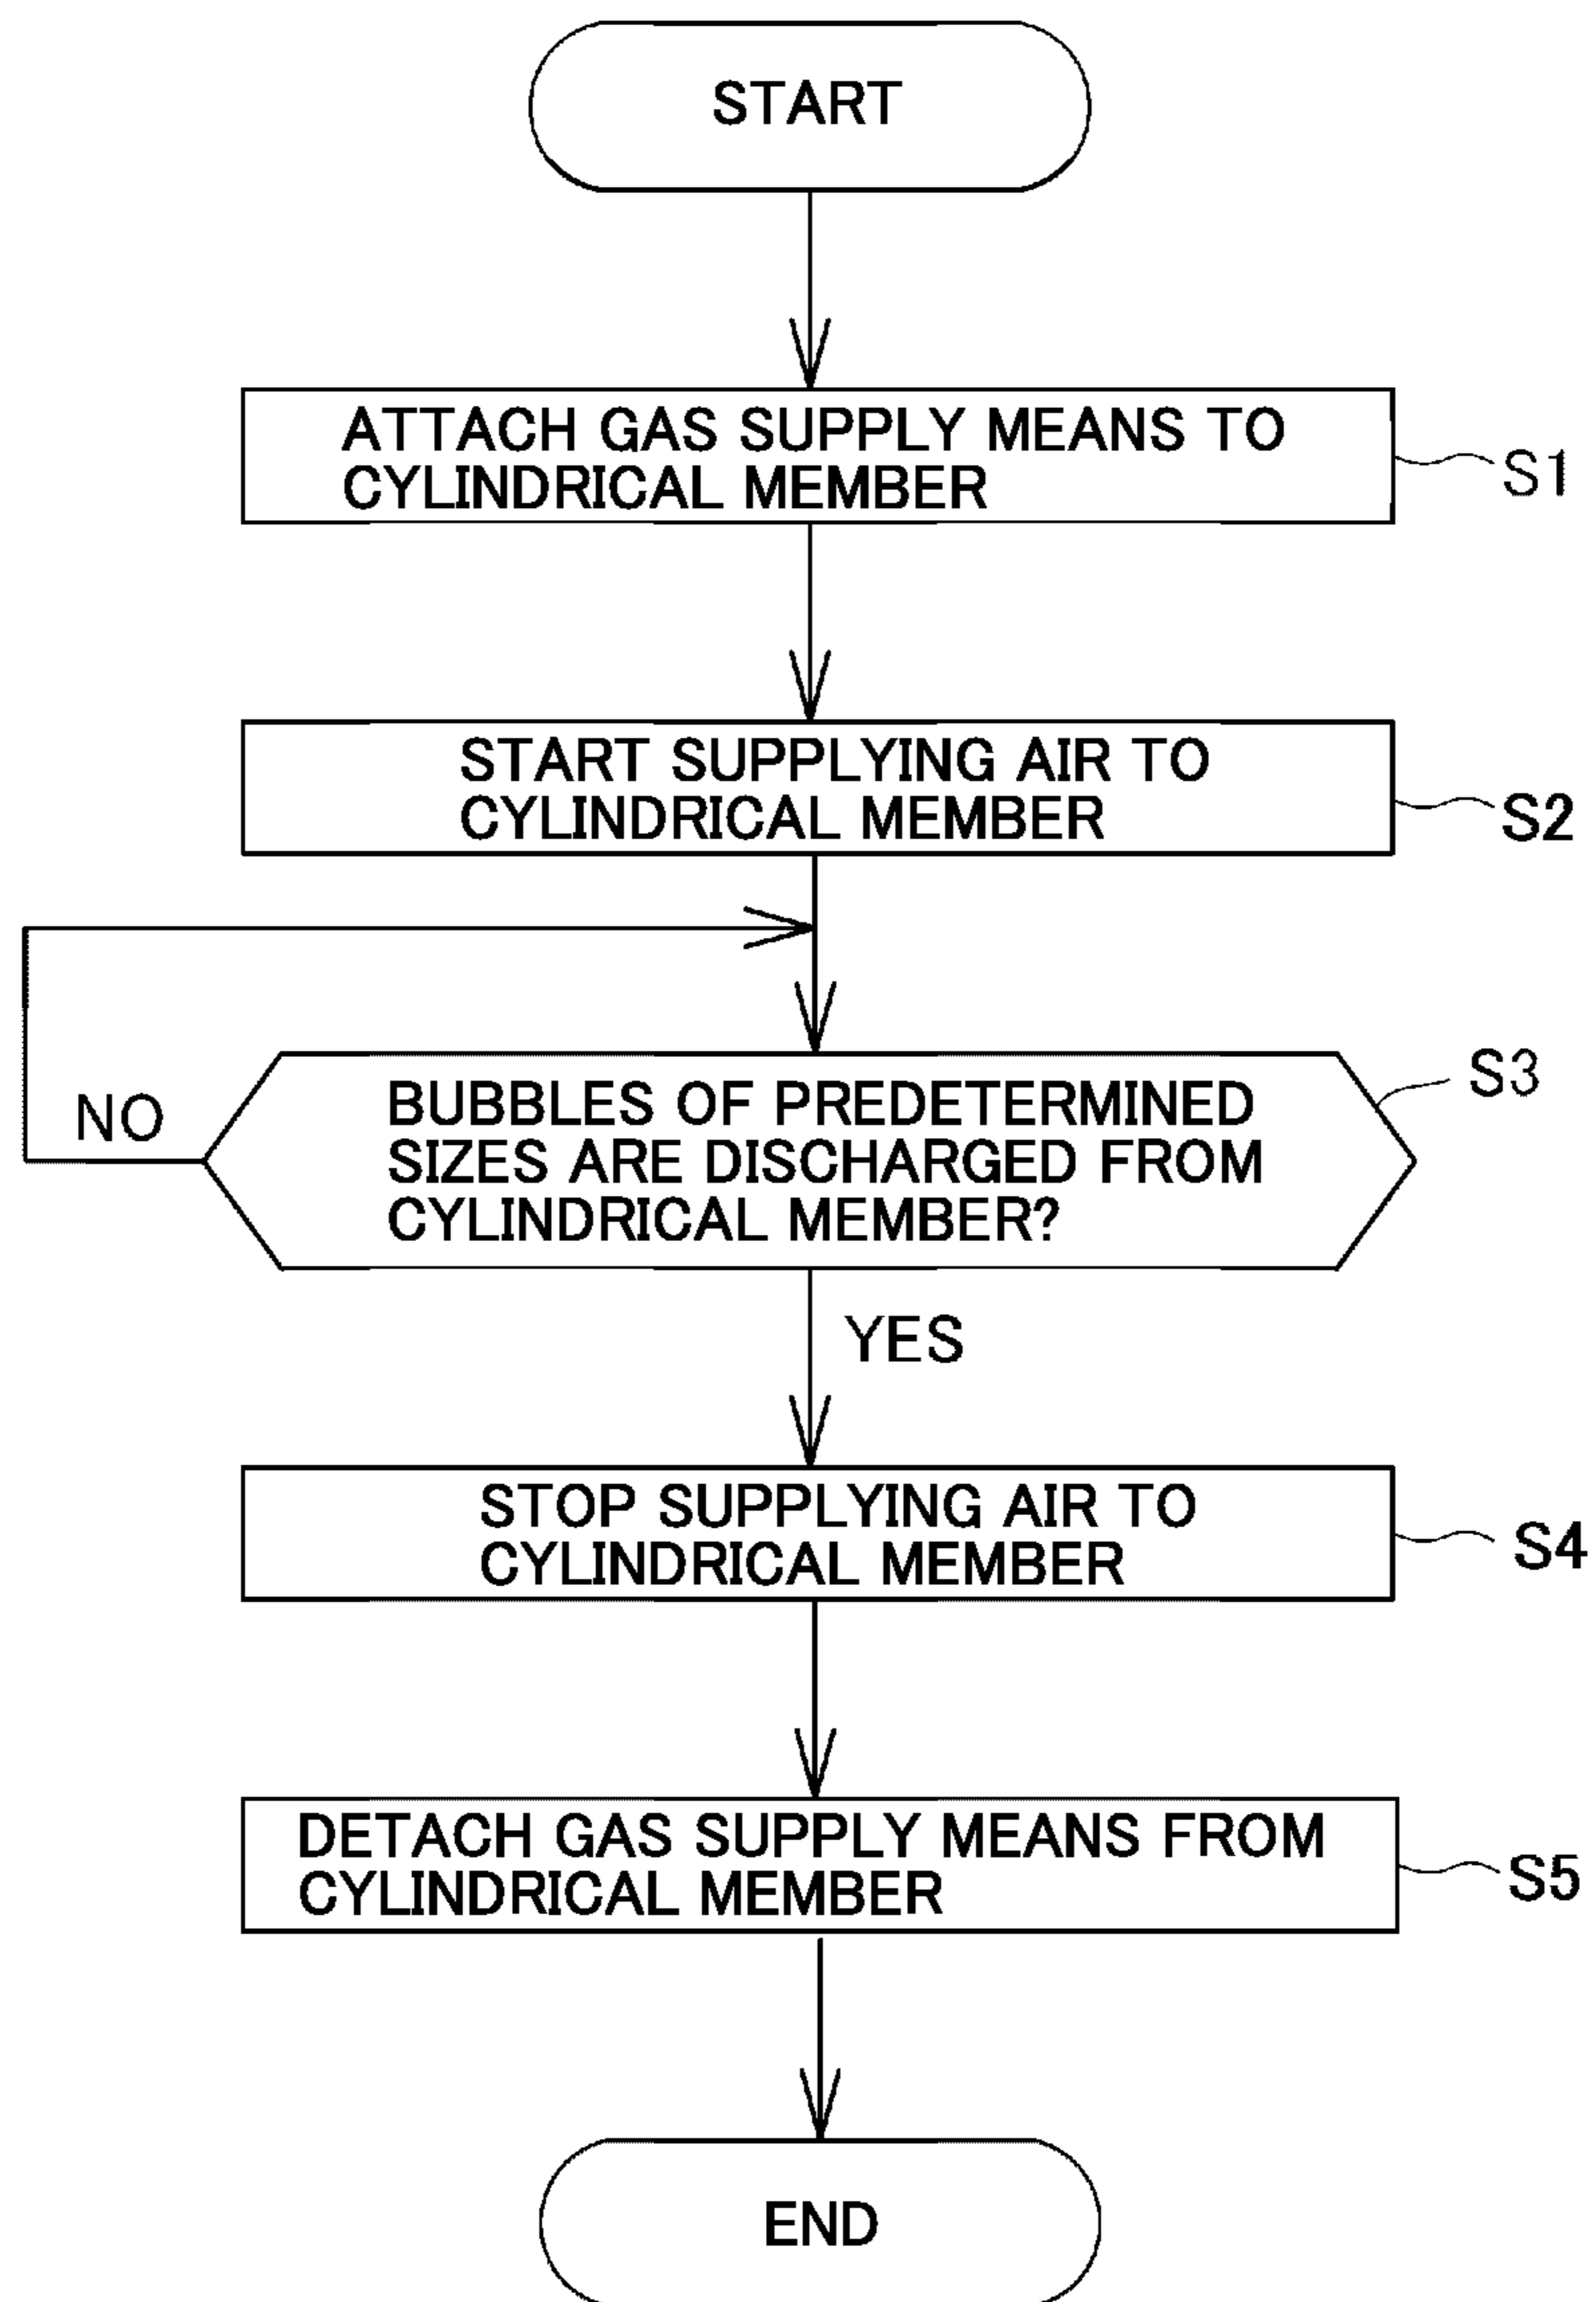 START
ATTACH GAS SUPPLY MEANS TO
CYLINDRICAL MEMBER
S1
START SUPPLYING AIR TO
CYLINDRICAL MEMBER
S2
BUBBLES OF PREDETERMINED
SIZES ARE DISCHARGED FROM
CYLINDRICAL MEMBER?
S3
NO
YES
STOP SUPPLYING AIR TO
CYLINDRICAL MEMBER
S4
DETACH GAS SUPPLY MEANS FROM
CYLINDRICAL MEMBER
S5
END